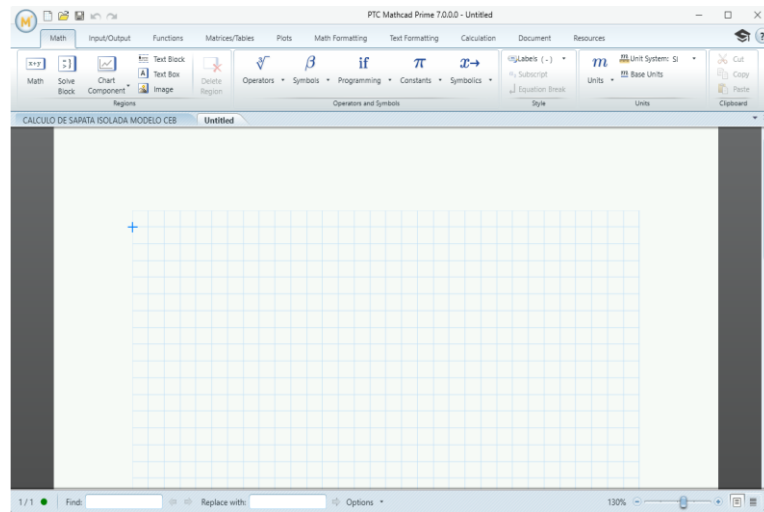 PTC Mathcad Prime 7.0.0.0 - Untitled
M
Math Input/Output Functions Matrices/Tables Plots Math Formatting Text Formatting Calculation Document Resources ?
Math
Solve Block
Chart Component
Text Block
Text Box
Image
Delete Region
Regions
Operators
β Symbols
if Programming
π Constants
x→ Symbolics
Operators and Symbols
Labels ( - )
Subscript
Equation Break
Style
m Units
Unit System: SI
Base Units
Units
Cut
Copy
Paste
Clipboard
CALCULO DE SAPATA ISOLADA MODELO CEB Untitled
1 / 1 Find: Replace with: Options 130%